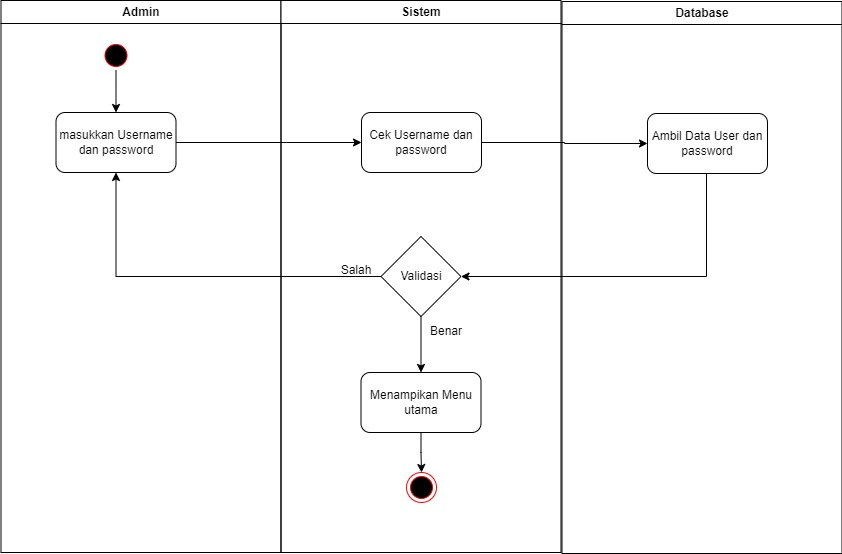 Admin
Sistem
Database
masukkan Username
dan password
Cek Username dan
password
Ambil Data User dan
password
Salah
Validasi
Benar
Menampikan Menu
utama